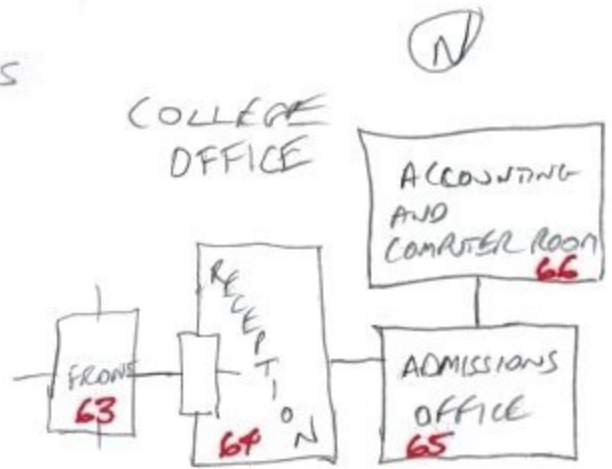 S
N
COLLEGE
OFFICE
ACCOUNTING
AND
COMPUTER ROOM
66
RECEPTION
64
FRONT
63
ADMISSIONS
OFFICE
65